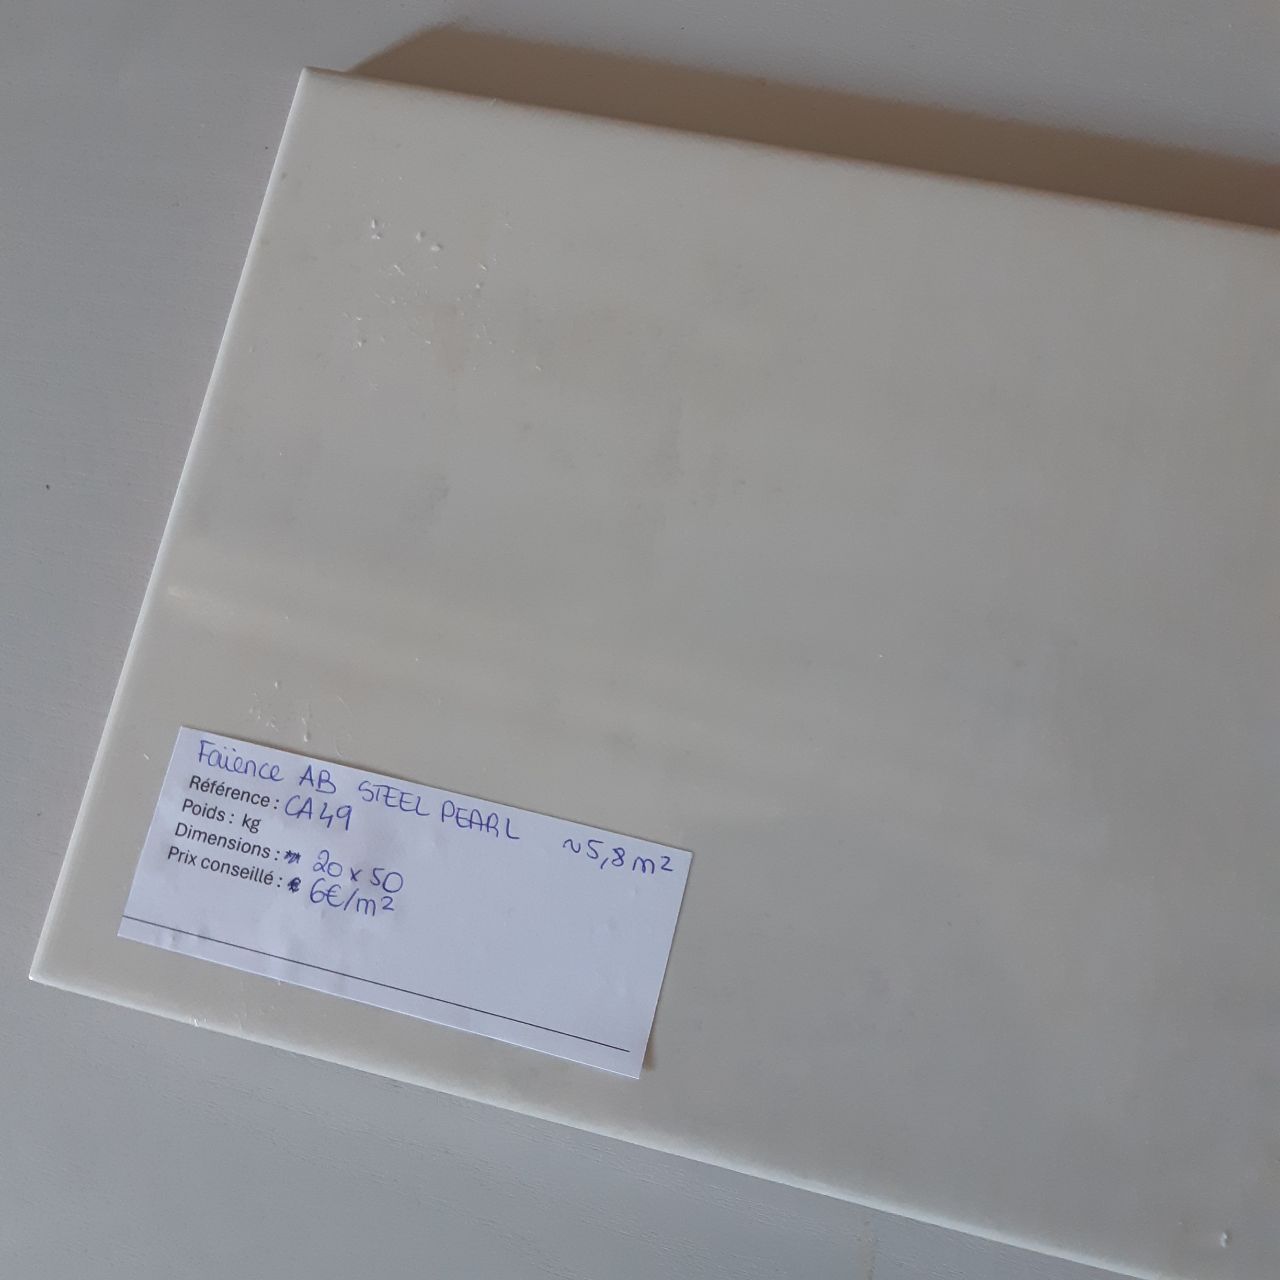 Faïence AB STEEL PEARL ~5,8 m²
Référence : CA49
Poids : kg
Dimensions : 20 x 50
Prix conseillé : 6€/m²